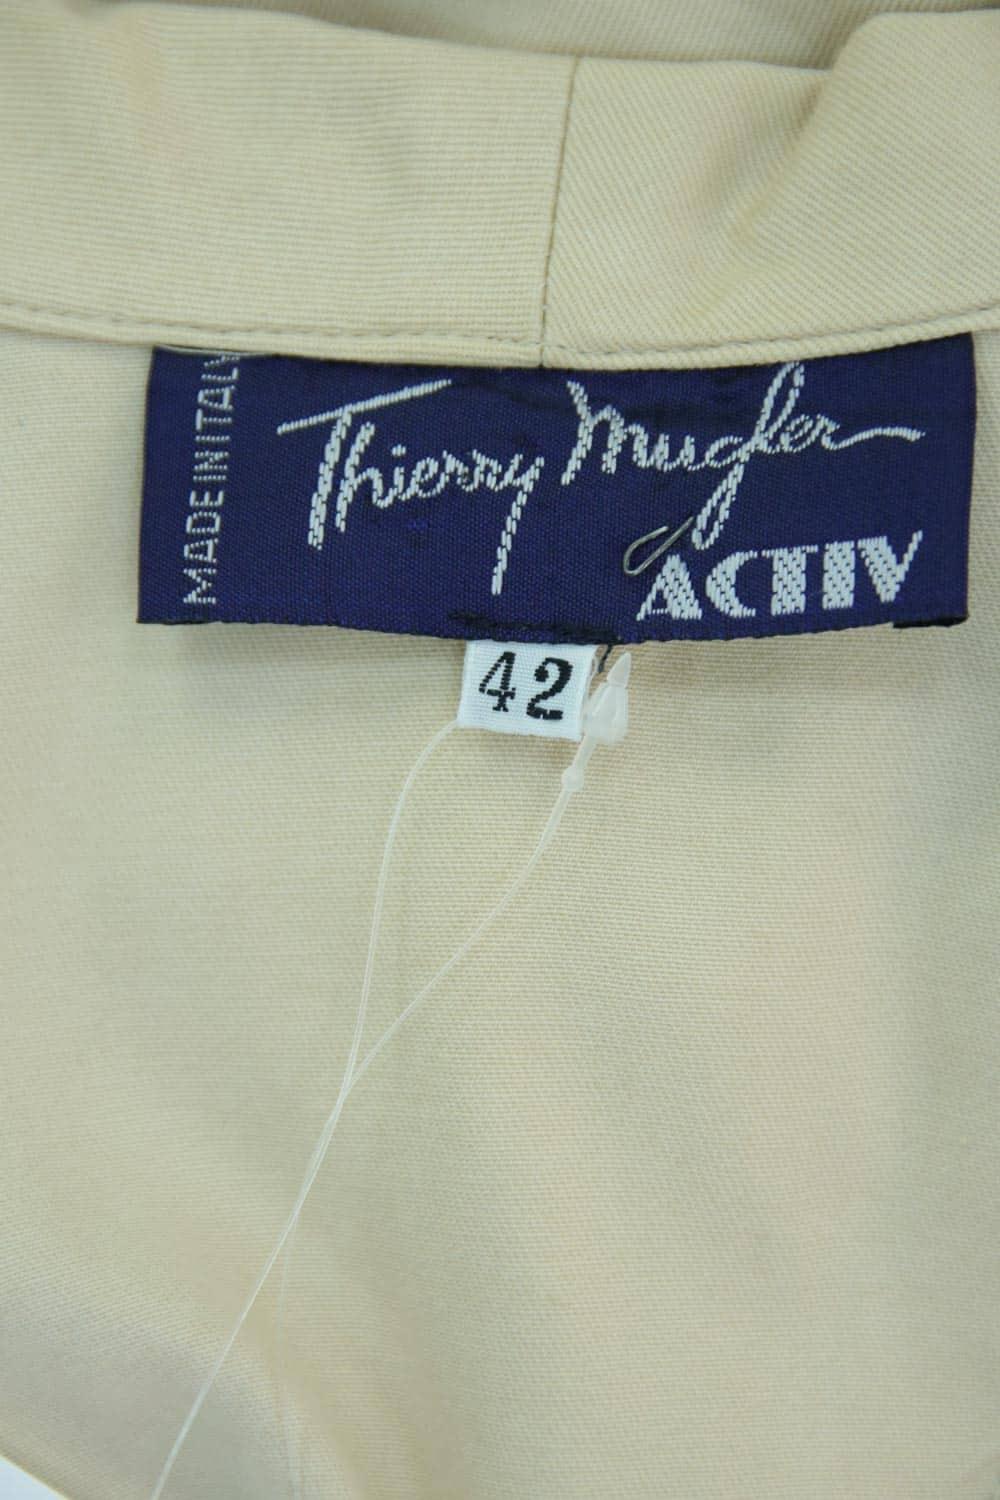 MADE IN ITALY
Thierry Mugler
ACTIV
42